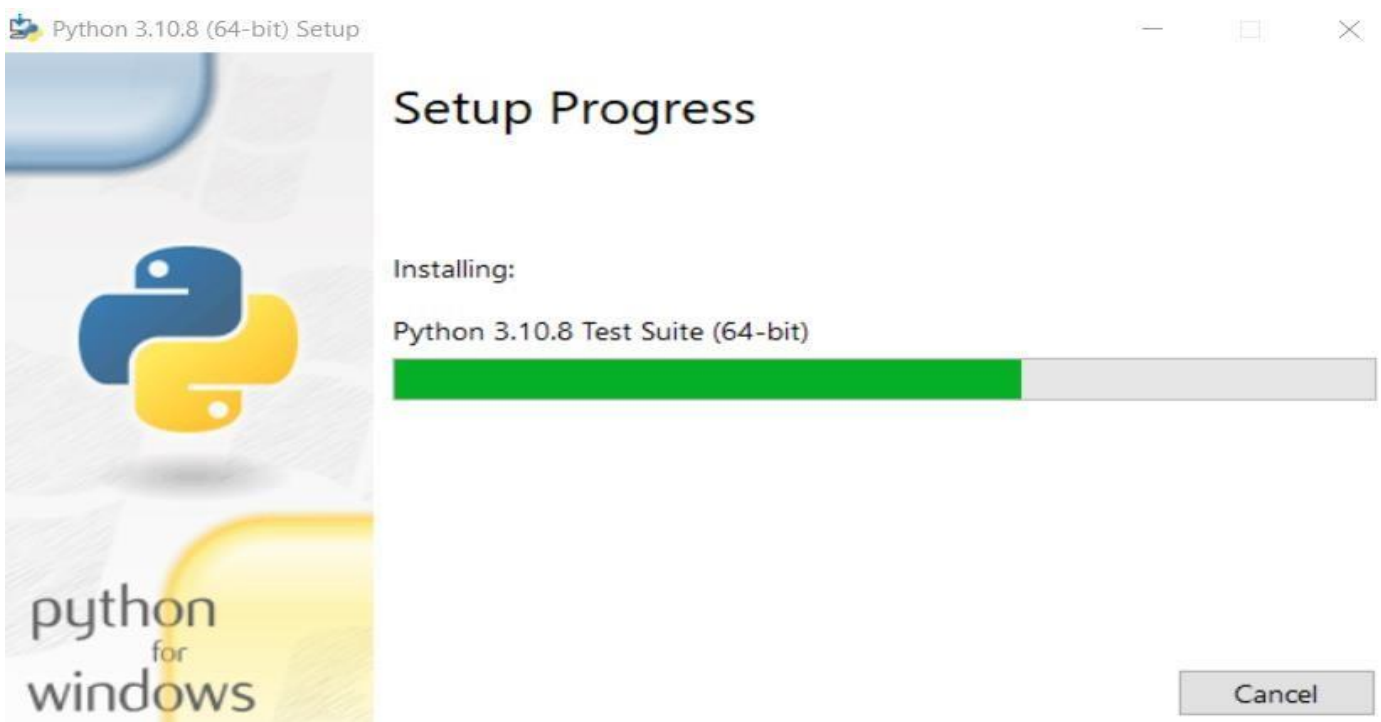 Python 3.10.8 (64-bit) Setup
Setup Progress
Installing:
Python 3.10.8 Test Suite (64-bit)
python
for
windows
Cancel